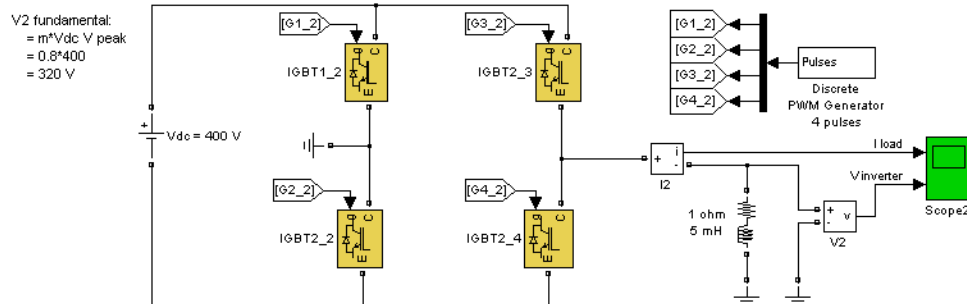 V2 fundamental:
= m*Vdc V peak
= 0.8*400
= 320 V
[G1_2]
g
C
E
IGBT1_2
[G3_2]
g
C
E
IGBT2_3
[G1_2]
[G2_2]
[G3_2]
[G4_2]
Pulses
Discrete
PWM Generator
4 pulses
+
Vdc = 400 V
[G2_2]
g
C
E
IGBT2_2
[G4_2]
g
C
E
IGBT2_4
+
i
-
I2
I load
V inverter
Scope2
1 ohm
5 mH
+
-
v
V2